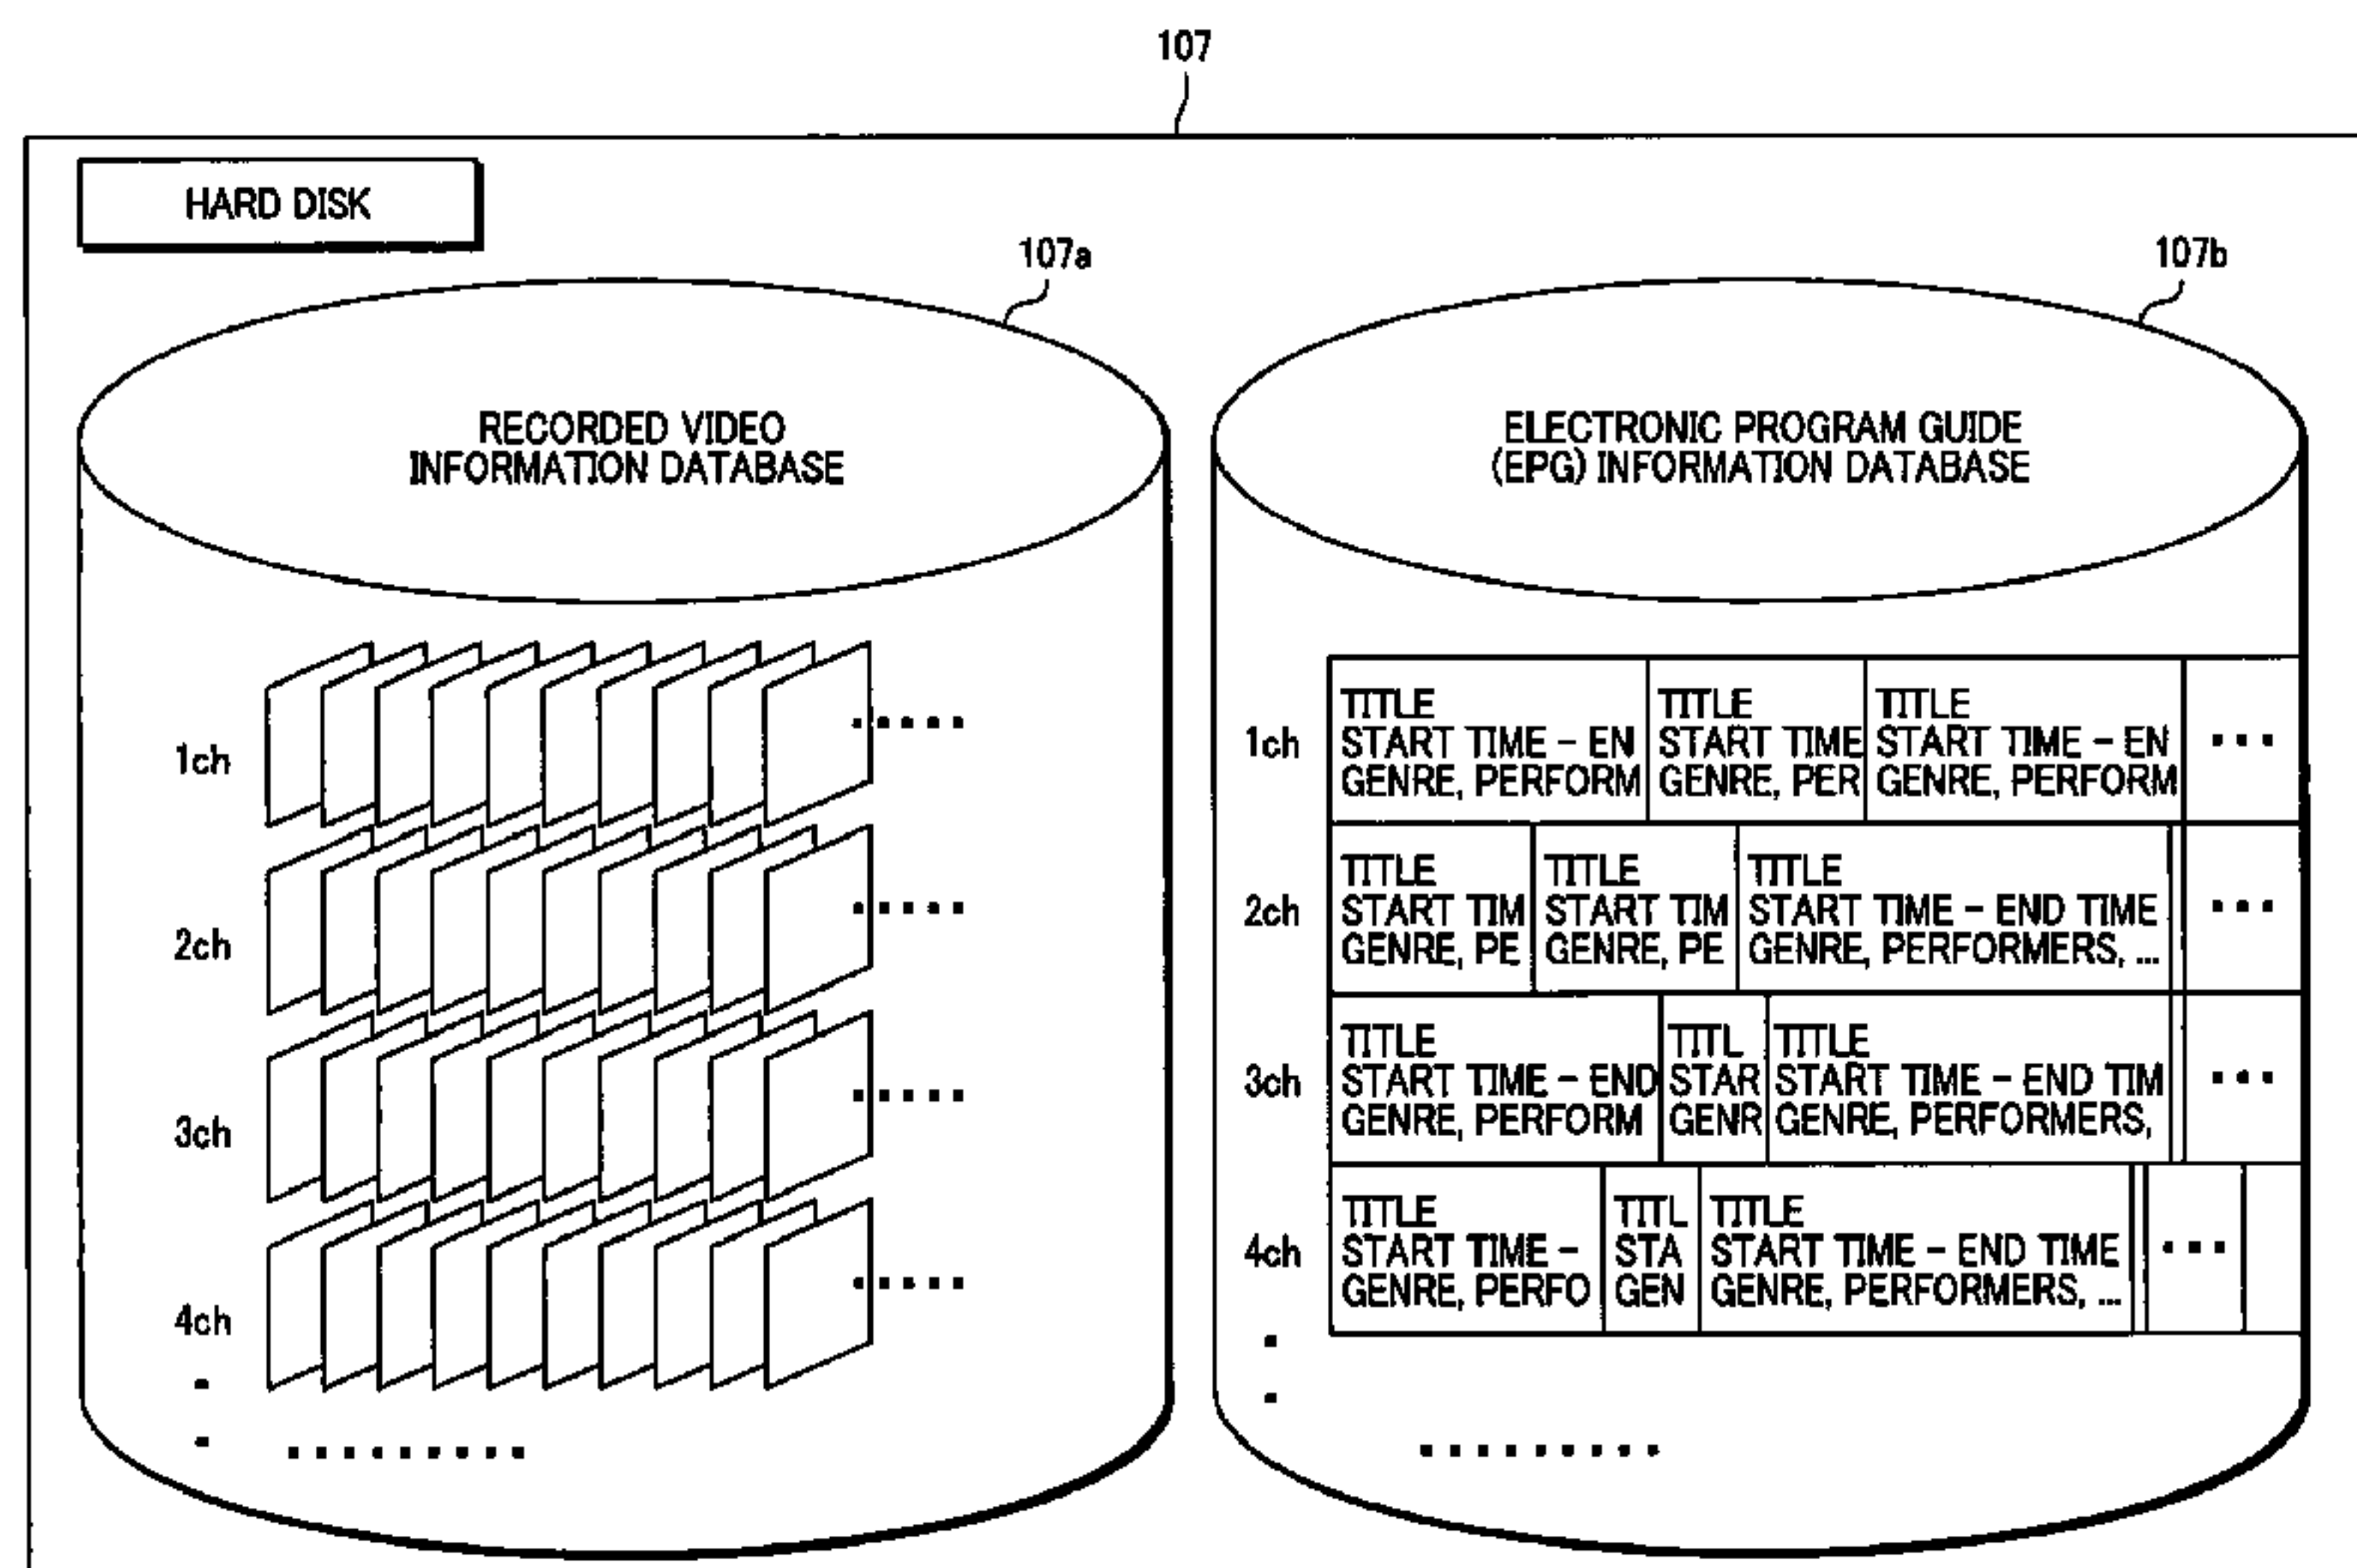 107
HARD DISK
107a
107b
RECORDED VIDEO
INFORMATION DATABASE
ELECTRONIC PROGRAM GUIDE
(EPG) INFORMATION DATABASE
1ch
2ch
3ch
4ch
1ch
TITLE
START TIME – EN
GENRE, PERFORM
TITLE
START TIME
GENRE, PER
TITLE
START TIME – EN
GENRE, PERFORM
...
2ch
TITLE
START TIM
GENRE, PE
TITLE
START TIM
GENRE, PE
TITLE
START TIME – END TIME
GENRE, PERFORMERS, ...
...
3ch
TITLE
START TIME – END
GENRE, PERFORM
TITL
STAR
GENR
TITLE
START TIME – END TIM
GENRE, PERFORMERS,
...
4ch
TITLE
START TIME –
GENRE, PERFO
TITL
STA
GEN
TITLE
START TIME – END TIME
GENRE, PERFORMERS, ...
...